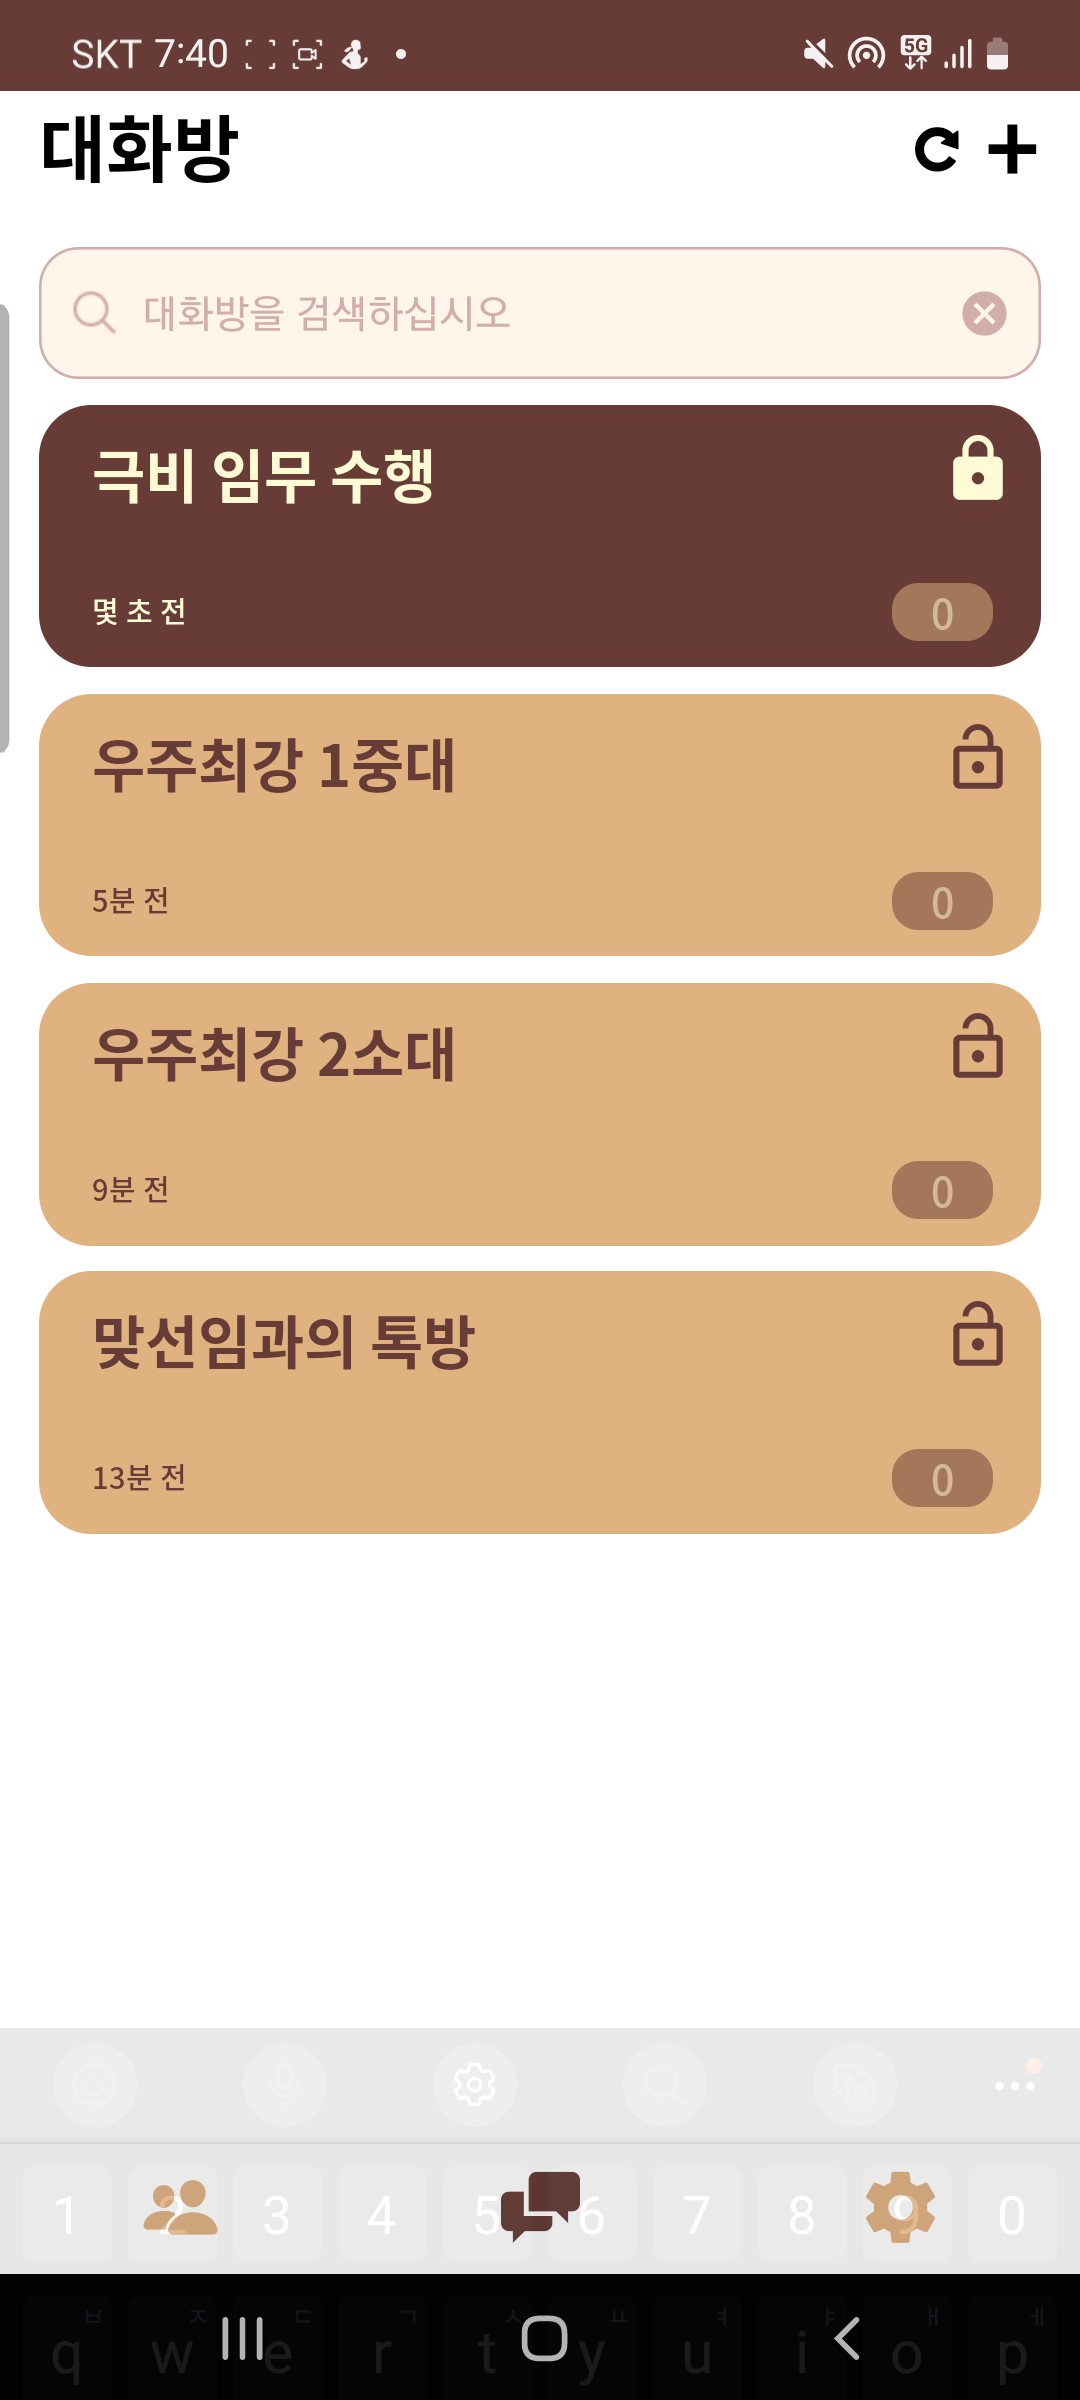 SKT 7:40
5G
대화방
대화방을 검색하십시오
극비 임무 수행
몇 초 전
0
우주최강 1중대
5분 전
0
우주최강 2소대
9분 전
0
맞선임과의 톡방
13분 전
0
1 2 3 4 5 6 7 8 9 0
ㅂ ㅈ ㄷ ㄱ ㅅ ㅛ ㅕ ㅑ ㅐ ㅔ
q w e r t y u i o p